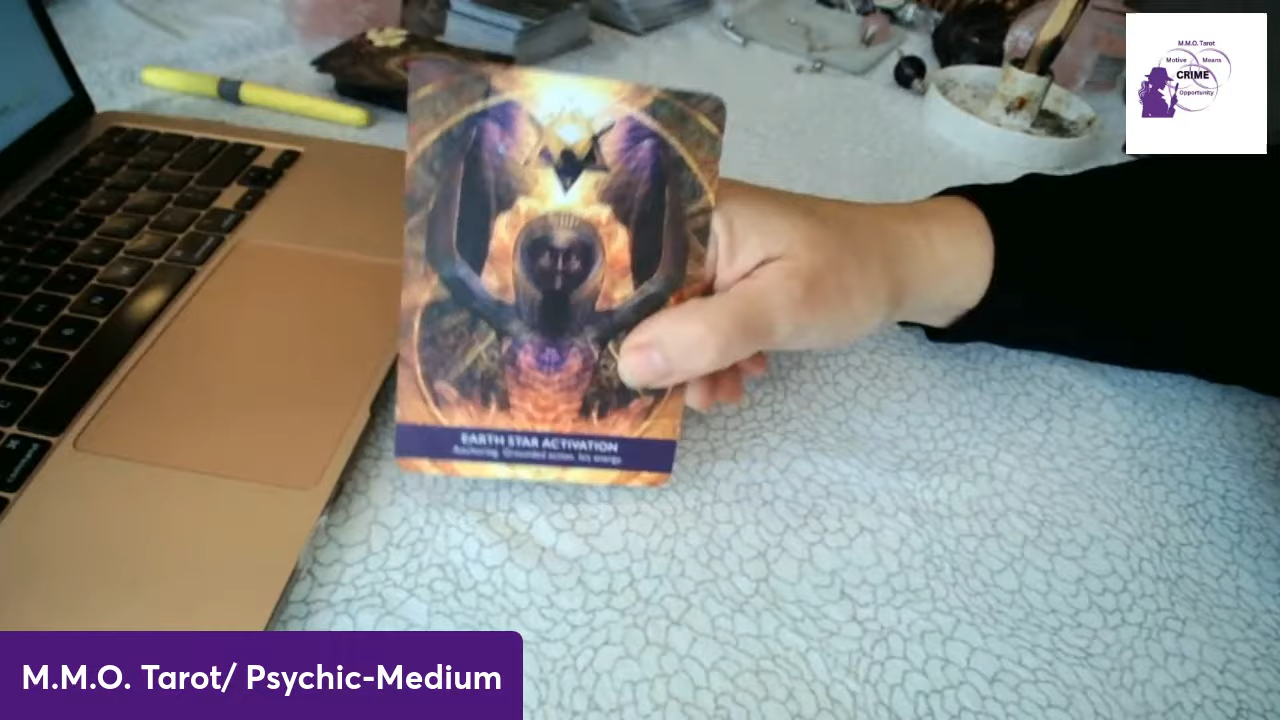 M.M.O. Tarot
Motive Means
CRIME
Opportunity
EARTH STAR ACTIVATION
Anchoring. Grounded action. key energy.
M.M.O. Tarot/ Psychic-Medium